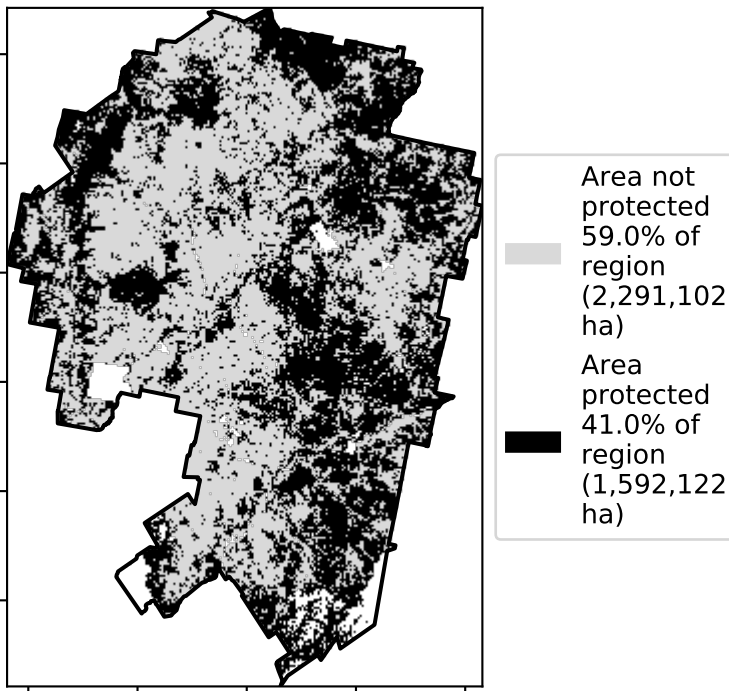 Area not
protected
59.0% of
region
(2,291,102
ha)
Area
protected
41.0% of
region
(1,592,122
ha)